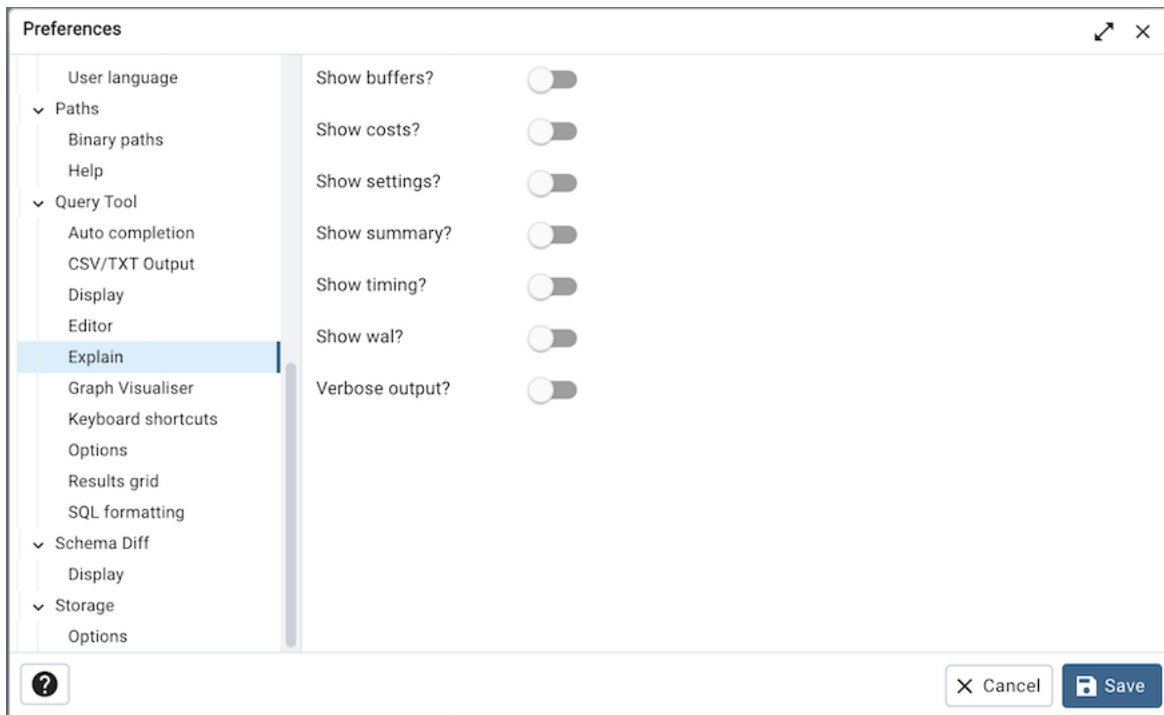 Preferences
User language
Paths
Binary paths
Help
Query Tool
Auto completion
CSV/TXT Output
Display
Editor
Explain
Graph Visualiser
Keyboard shortcuts
Options
Results grid
SQL formatting
Schema Diff
Display
Storage
Options
Show buffers?
Show costs?
Show settings?
Show summary?
Show timing?
Show wal?
Verbose output?
? 
Cancel
Save